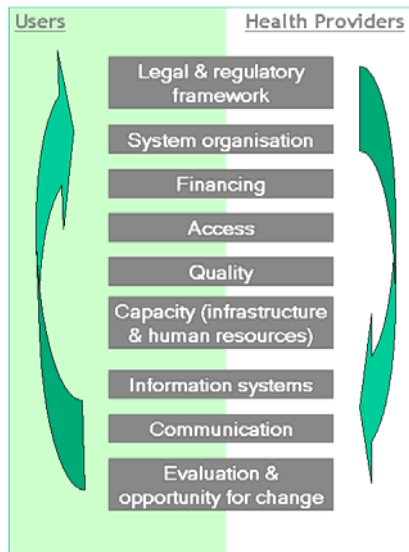 Users Health Providers
Legal & regulatory
framework
System organisation
Financing
Access
Quality
Capacity (infrastructure
& human resources)
Information systems
Communication
Evaluation &
opportunity for change